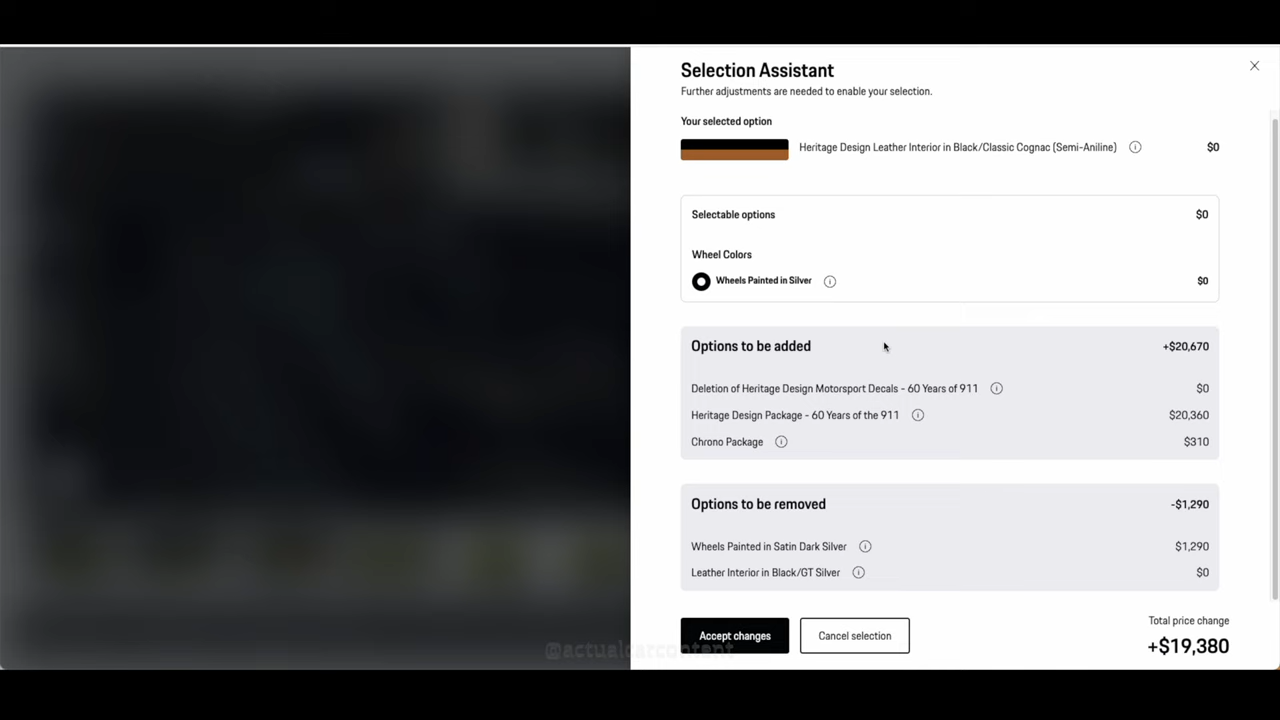 Selection Assistant
Further adjustments are needed to enable your selection.
Your selected option
Heritage Design Leather Interior in Black/Classic Cognac (Semi-Aniline) $0
Selectable options $0
Wheel Colors
Wheels Painted in Silver $0
Options to be added +$20,670
Deletion of Heritage Design Motorsport Decals - 60 Years of 911 $0
Heritage Design Package - 60 Years of the 911 $20,360
Chrono Package $310
Options to be removed -$1,290
Wheels Painted in Satin Dark Silver $1,290
Leather Interior in Black/GT Silver $0
Total price change
Accept changes Cancel selection +$19,380
@actualcarcontent